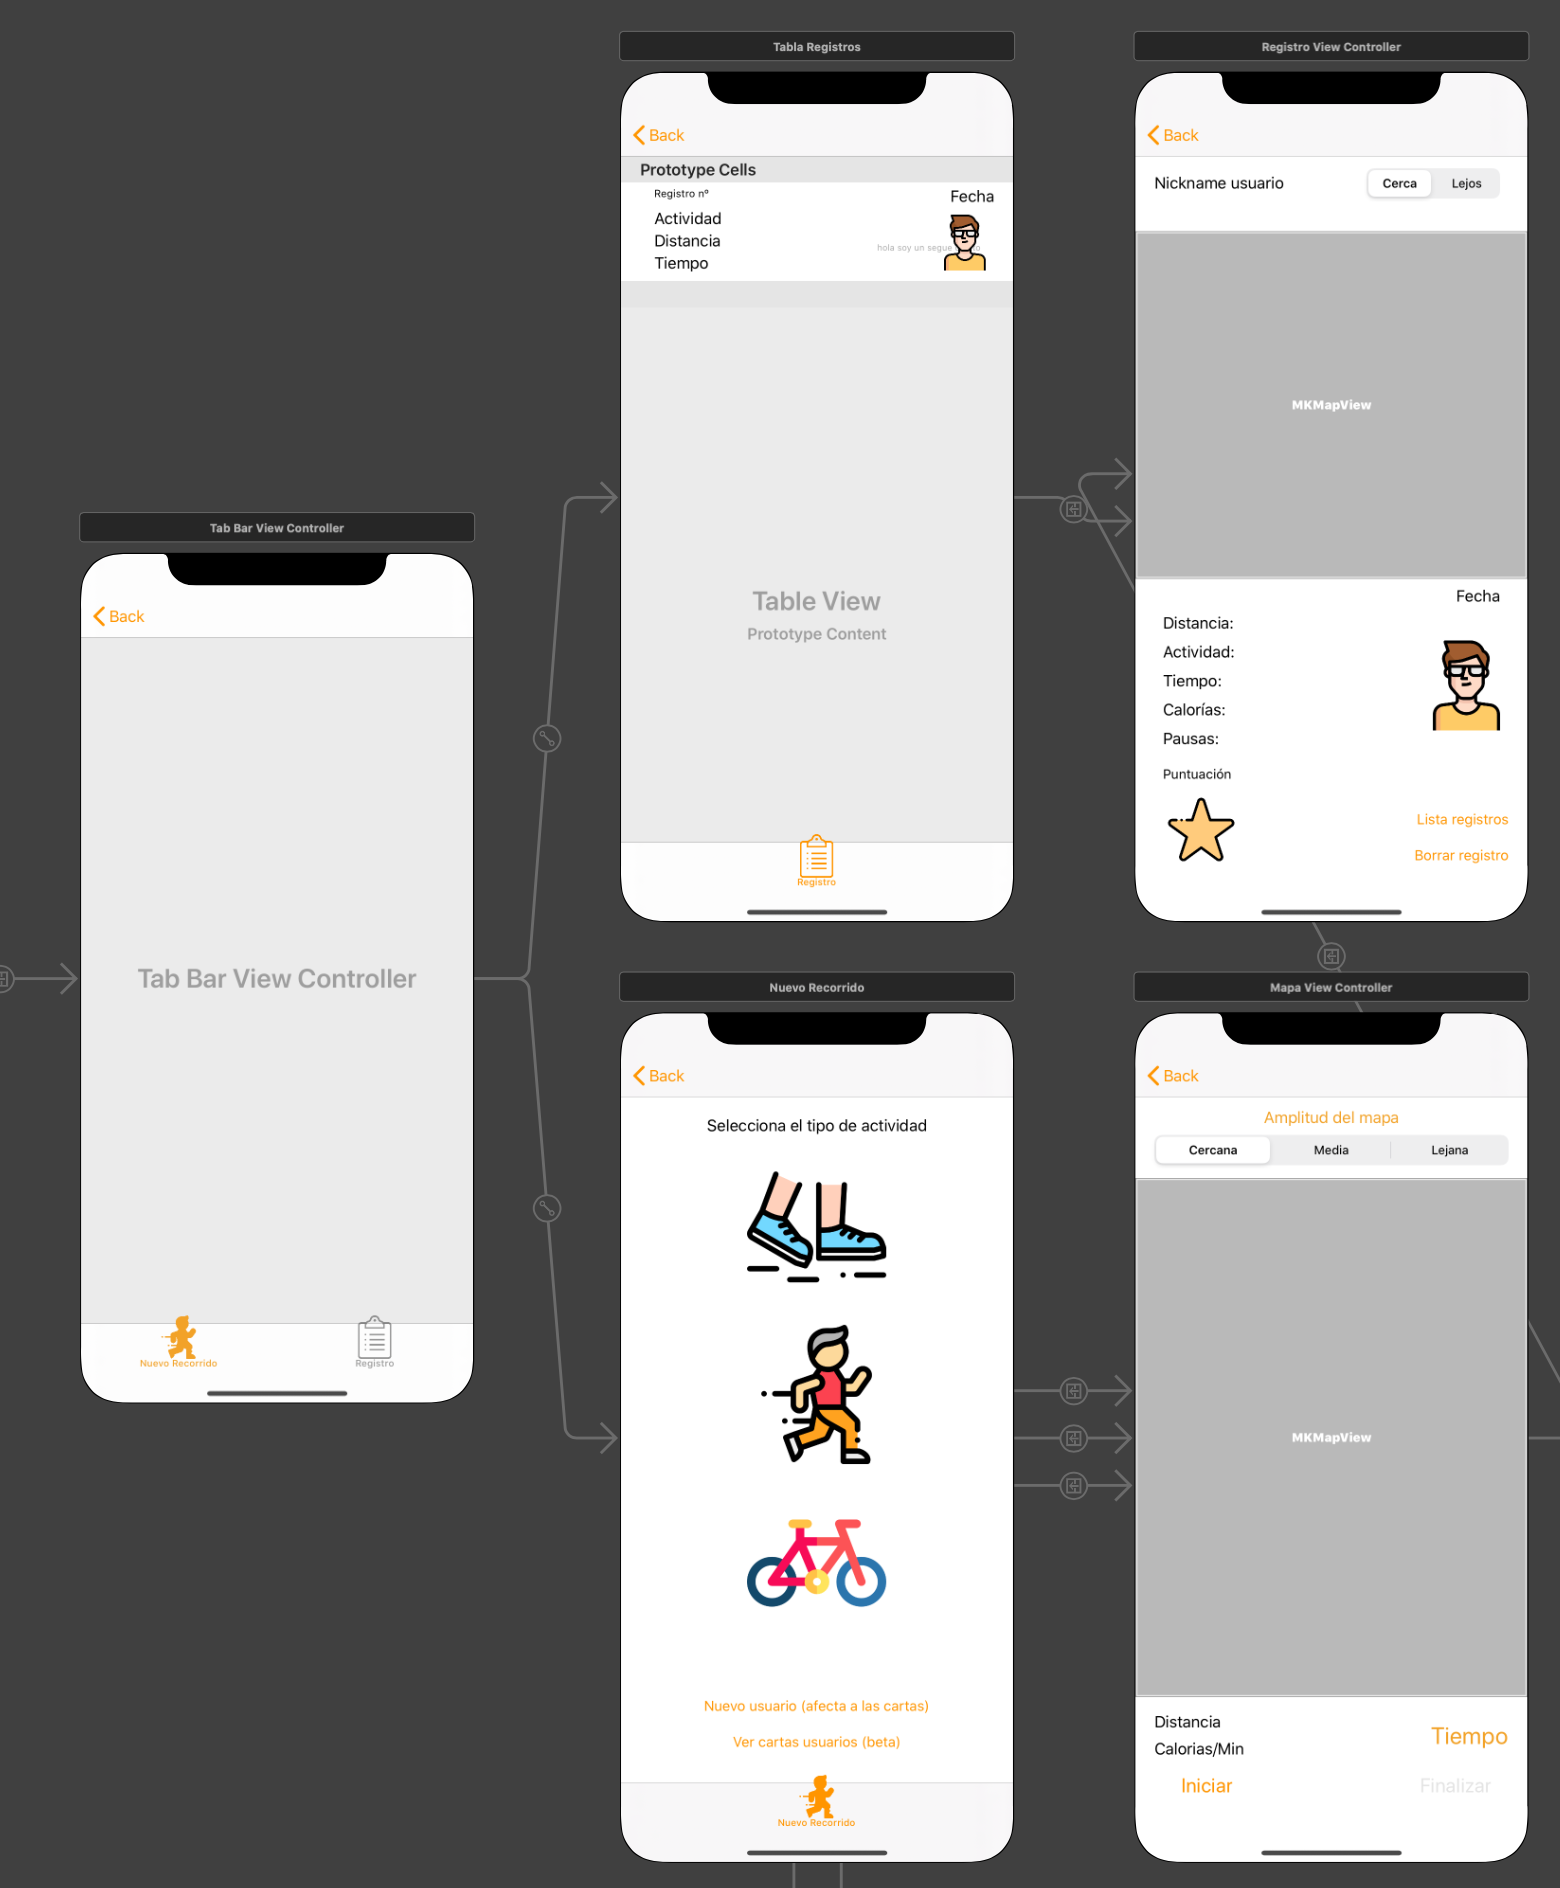 Tabla Registros
Back
Prototype Cells
Registro nº
Fecha
Actividad
Distancia
hola soy un segue
Tiempo
Table View
Prototype Content
Registro
Registro View Controller
Back
Nickname usuario
Cerca
Lejos
MKMapView
Fecha
Distancia:
Actividad:
Tiempo:
Calorías:
Pausas:
Puntuación
Lista registros
Borrar registro
Tab Bar View Controller
Back
Tab Bar View Controller
Nuevo Recorrido
Registro
Nuevo Recorrido
Back
Selecciona el tipo de actividad
Nuevo usuario (afecta a las cartas)
Ver cartas usuarios (beta)
Nuevo Recorrido
Mapa View Controller
Back
Amplitud del mapa
Cercana
Media
Lejana
MKMapView
Distancia
Calorias/Min
Tiempo
Iniciar
Finalizar